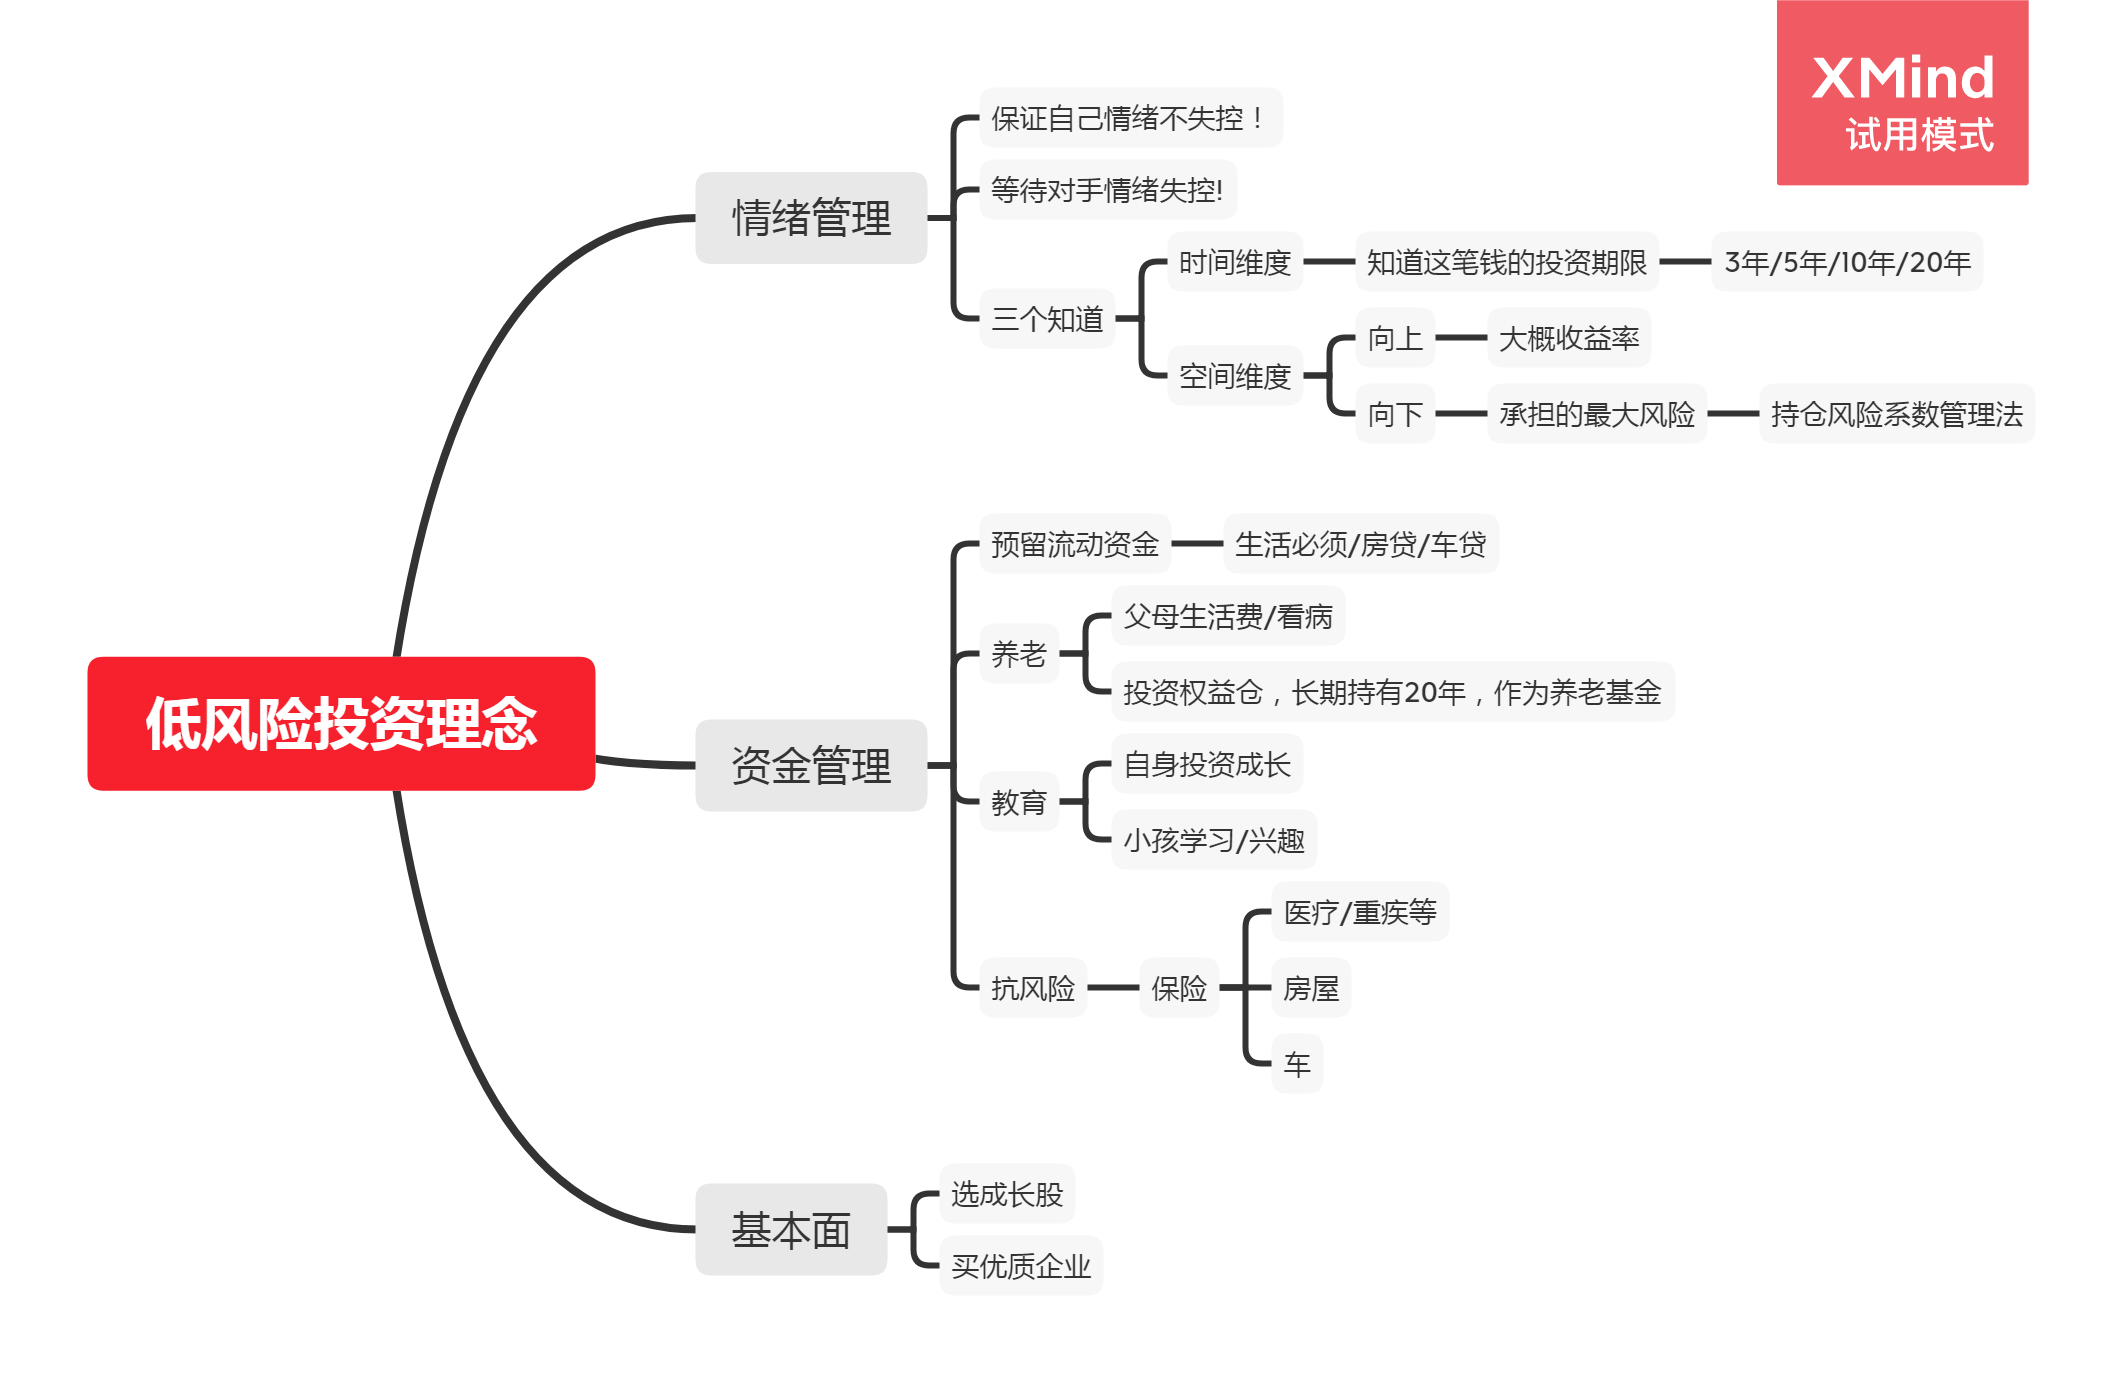 XMind
试用模式
低风险投资理念
情绪管理
保证自己情绪不失控！
等待对手情绪失控!
三个知道
时间维度
知道这笔钱的投资期限
3年/5年/10年/20年
空间维度
向上
大概收益率
向下
承担的最大风险
持仓风险系数管理法
资金管理
预留流动资金
生活必须/房贷/车贷
养老
父母生活费/看病
投资权益仓，长期持有20年，作为养老基金
教育
自身投资成长
小孩学习/兴趣
抗风险
保险
医疗/重疾等
房屋
车
基本面
选成长股
买优质企业